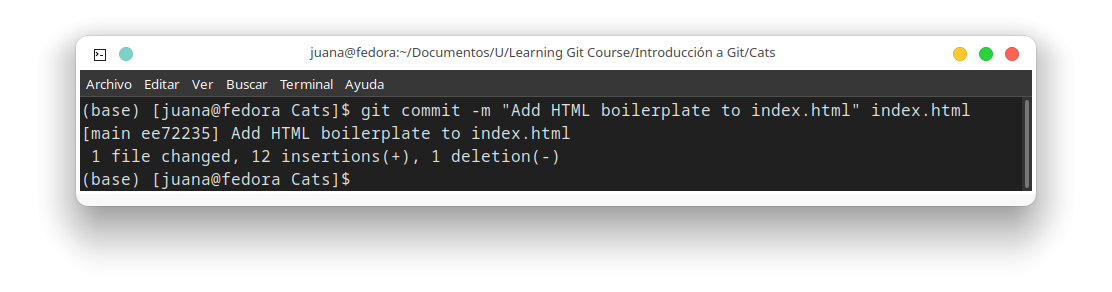 juana@fedora:~/Documentos/U/Learning Git Course/Introducción a Git/Cats
Archivo Editar Ver Buscar Terminal Ayuda
(base) [juana@fedora Cats]$ git commit -m "Add HTML boilerplate to index.html" index.html
[main ee72235] Add HTML boilerplate to index.html
 1 file changed, 12 insertions(+), 1 deletion(-)
(base) [juana@fedora Cats]$